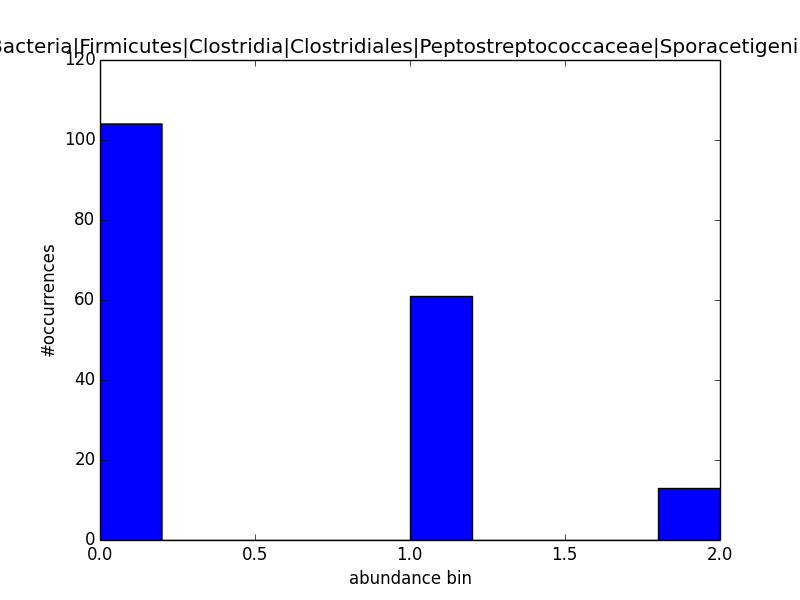 Bacteria|Firmicutes|Clostridia|Clostridiales|Peptostreptococcaceae|Sporacetigeni
120
100
80
60
40
20
0
#occurrences
0.0 0.5 1.0 1.5 2.0
abundance bin